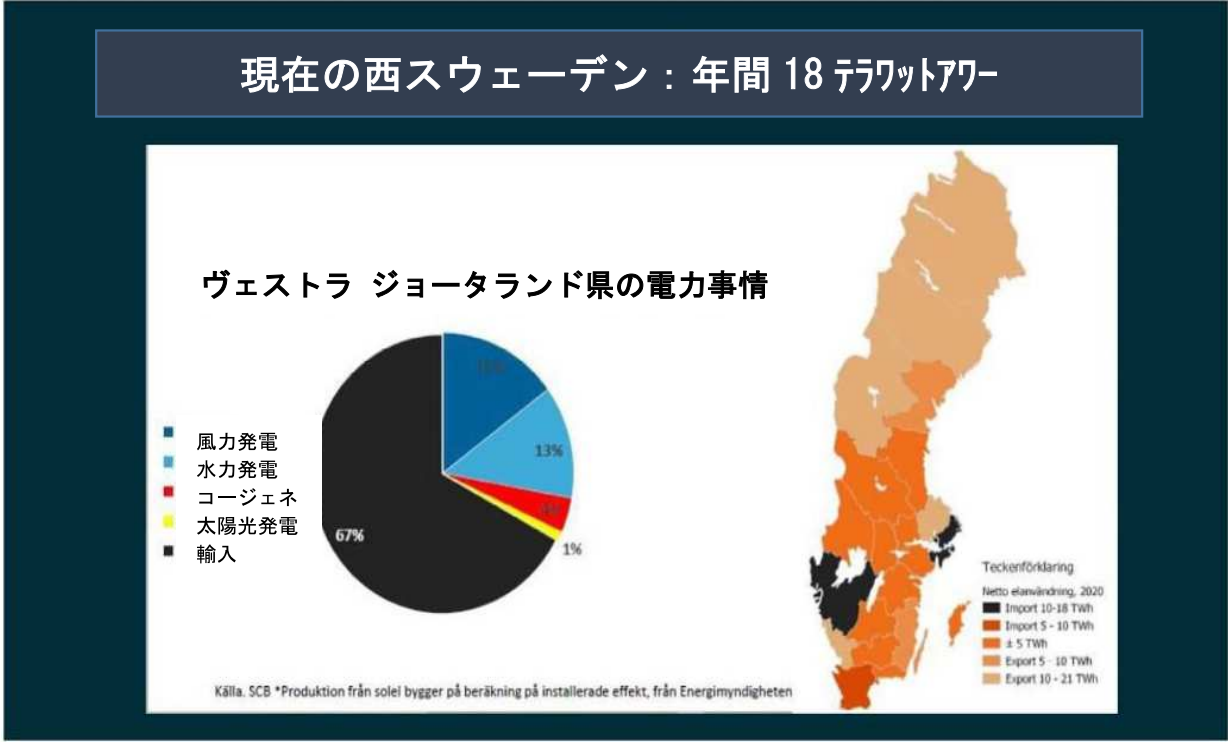 現在の西スウェーデン：年間 18 ﾃﾗﾜｯﾄｱﾜｰ
ヴェストラ ジョータランド県の電力事情
風力発電
水力発電
コージェネ
太陽光発電
輸入
13%
67%
1%
Teckenförklaring
Netto elanvändning, 2020
Import 10-18 TWh
Import 5 - 10 TWh
± 5 TWh
Export 5 - 10 TWh
Export 10 - 21 TWh
Källa. SCB *Produktion från solel bygger på beräkning på installerade effekt, från Energimyndigheten